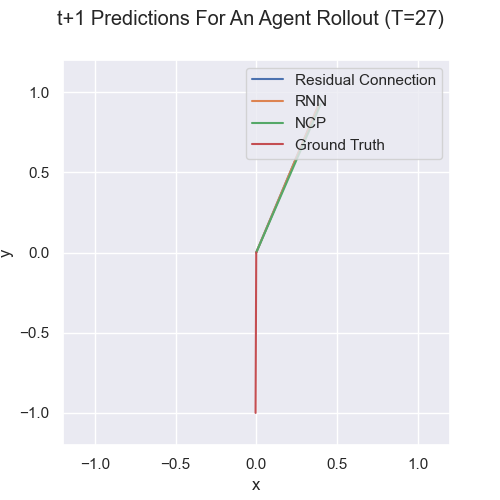 t+1 Predictions For An Agent Rollout (T=27)
Residual Connection
RNN
NCP
Ground Truth
1.0
0.5
0.0
−0.5
−1.0
y
−1.0 −0.5 0.0 0.5 1.0
x